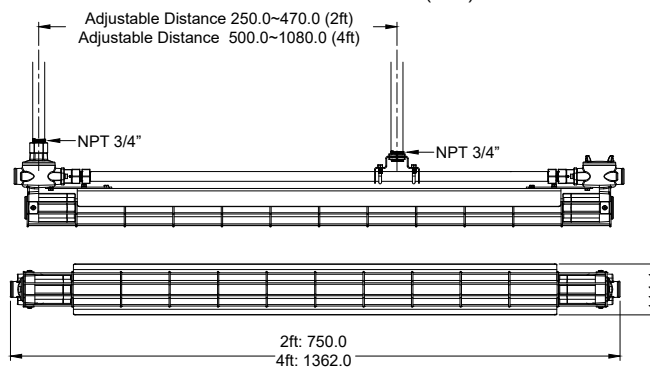 Adjustable Distance 250.0~470.0 (2ft)
Adjustable Distance  500.0~1080.0 (4ft)
NPT 3/4”
NPT 3/4”
2ft: 750.0
4ft: 1362.0